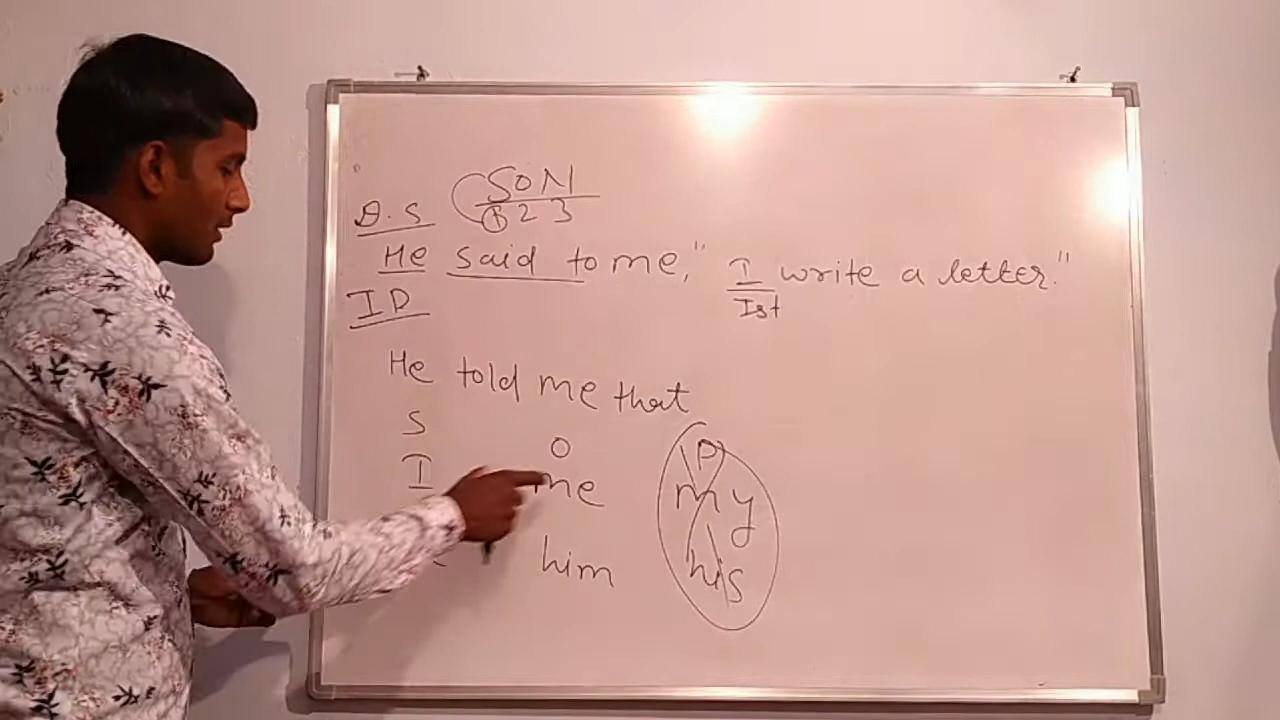 SON
D.S 1 2 3
He said to me," I write a letter."
ID Ist
He told me that
S O P
I me my
him his